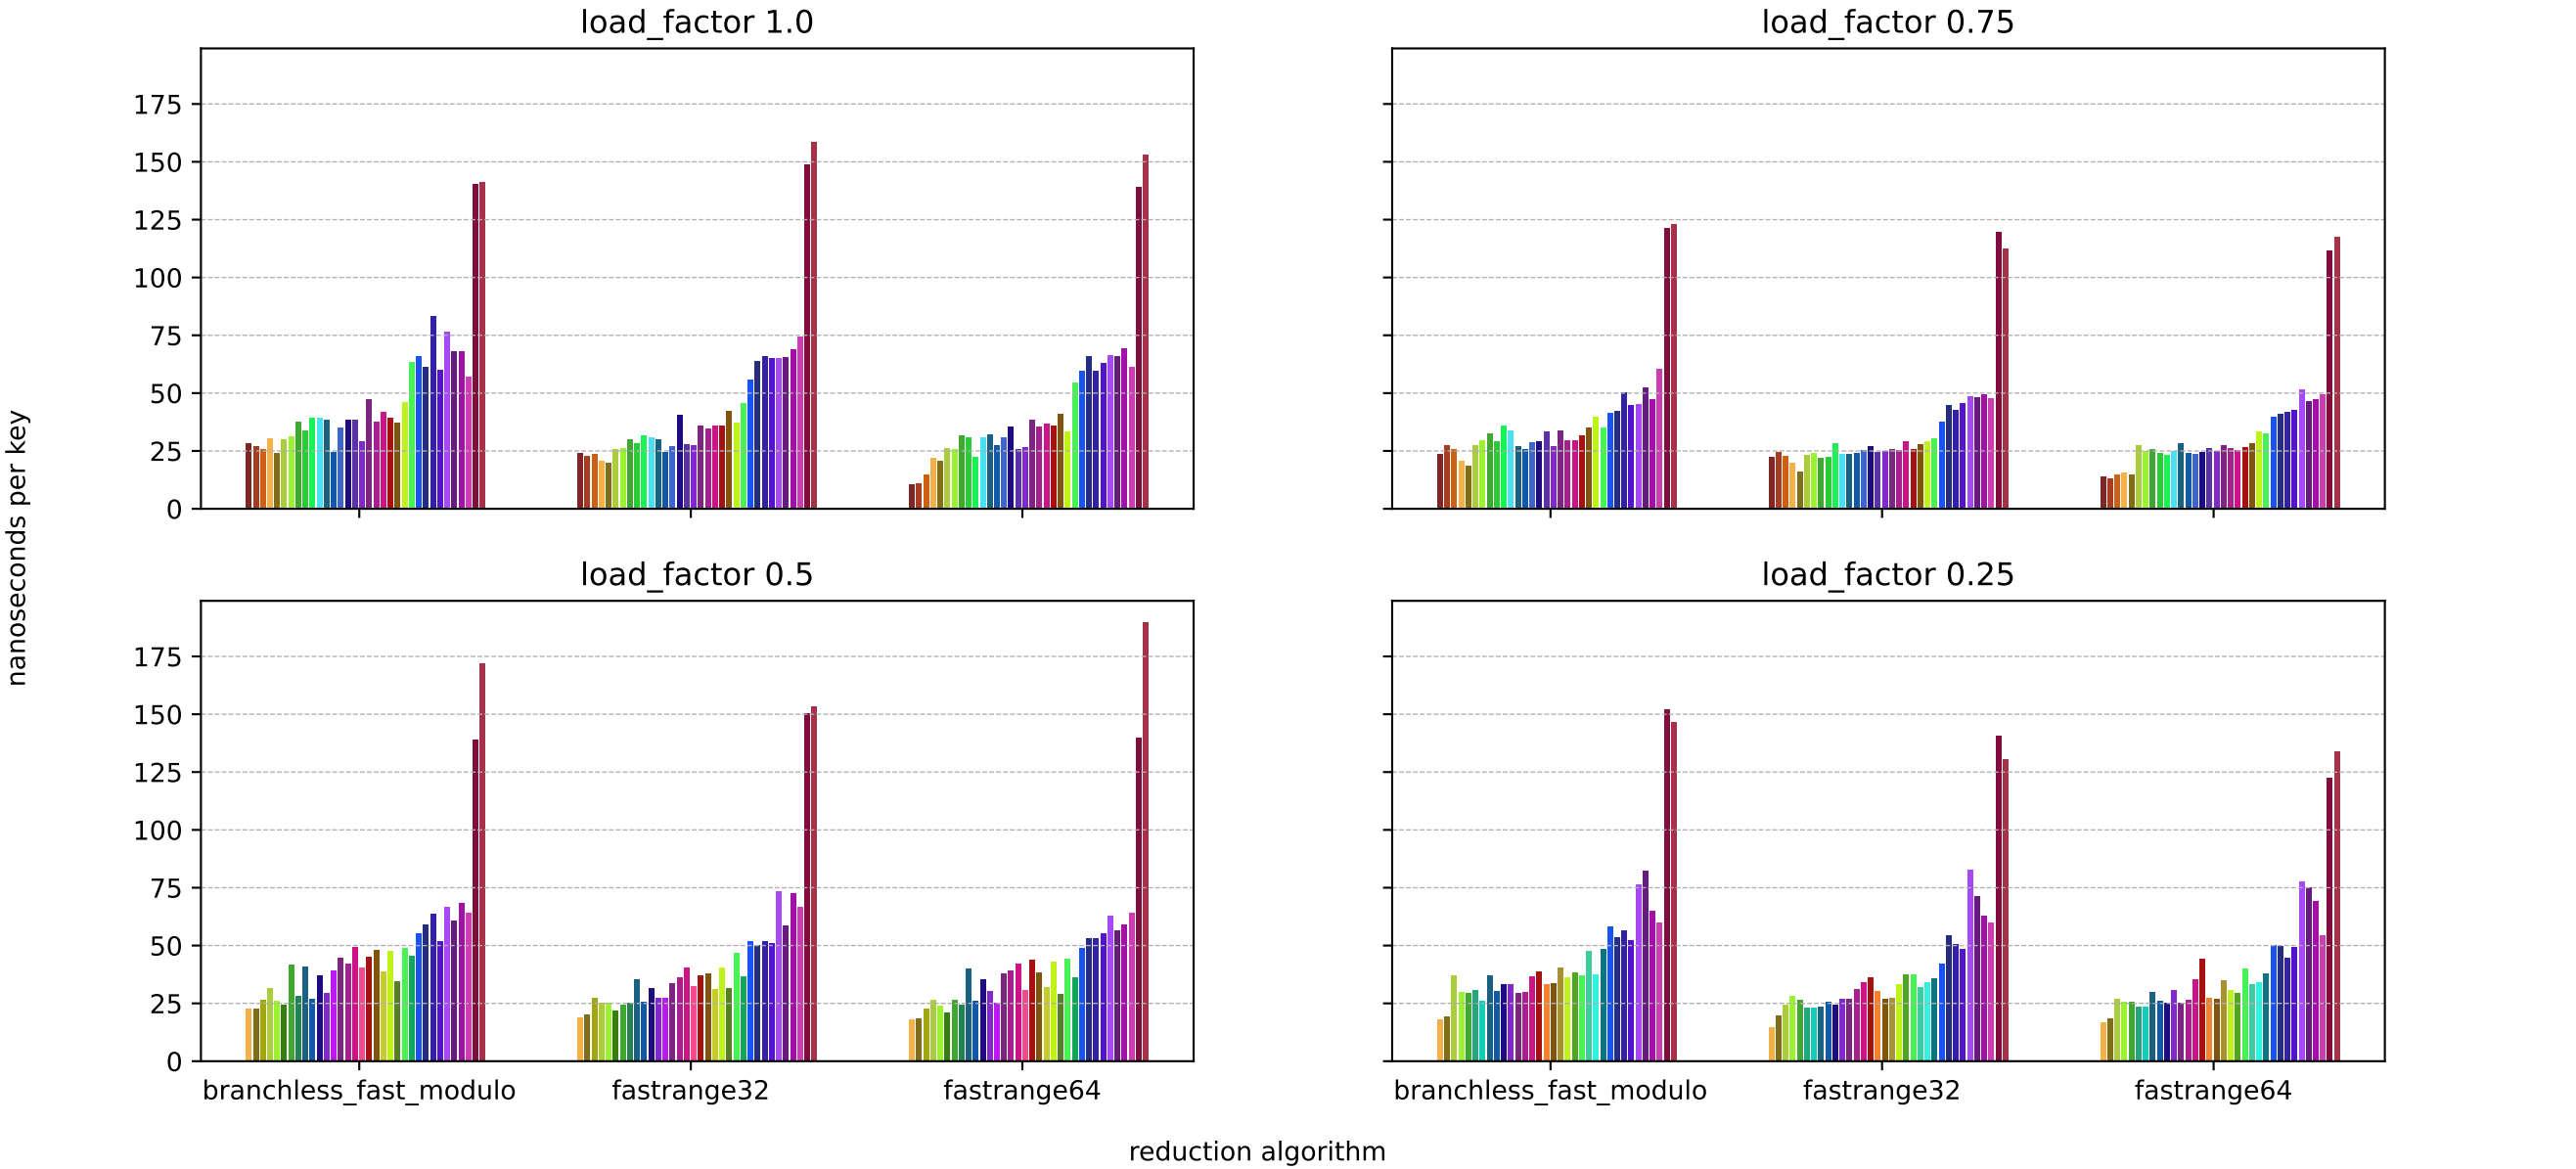 load_factor 1.0
load_factor 0.75
175
150
125
100
75
50
25
0
nanoseconds per key
load_factor 0.5
load_factor 0.25
175
150
125
100
75
50
25
0
branchless_fast_modulo
fastrange32
fastrange64
branchless_fast_modulo
fastrange32
fastrange64
reduction algorithm